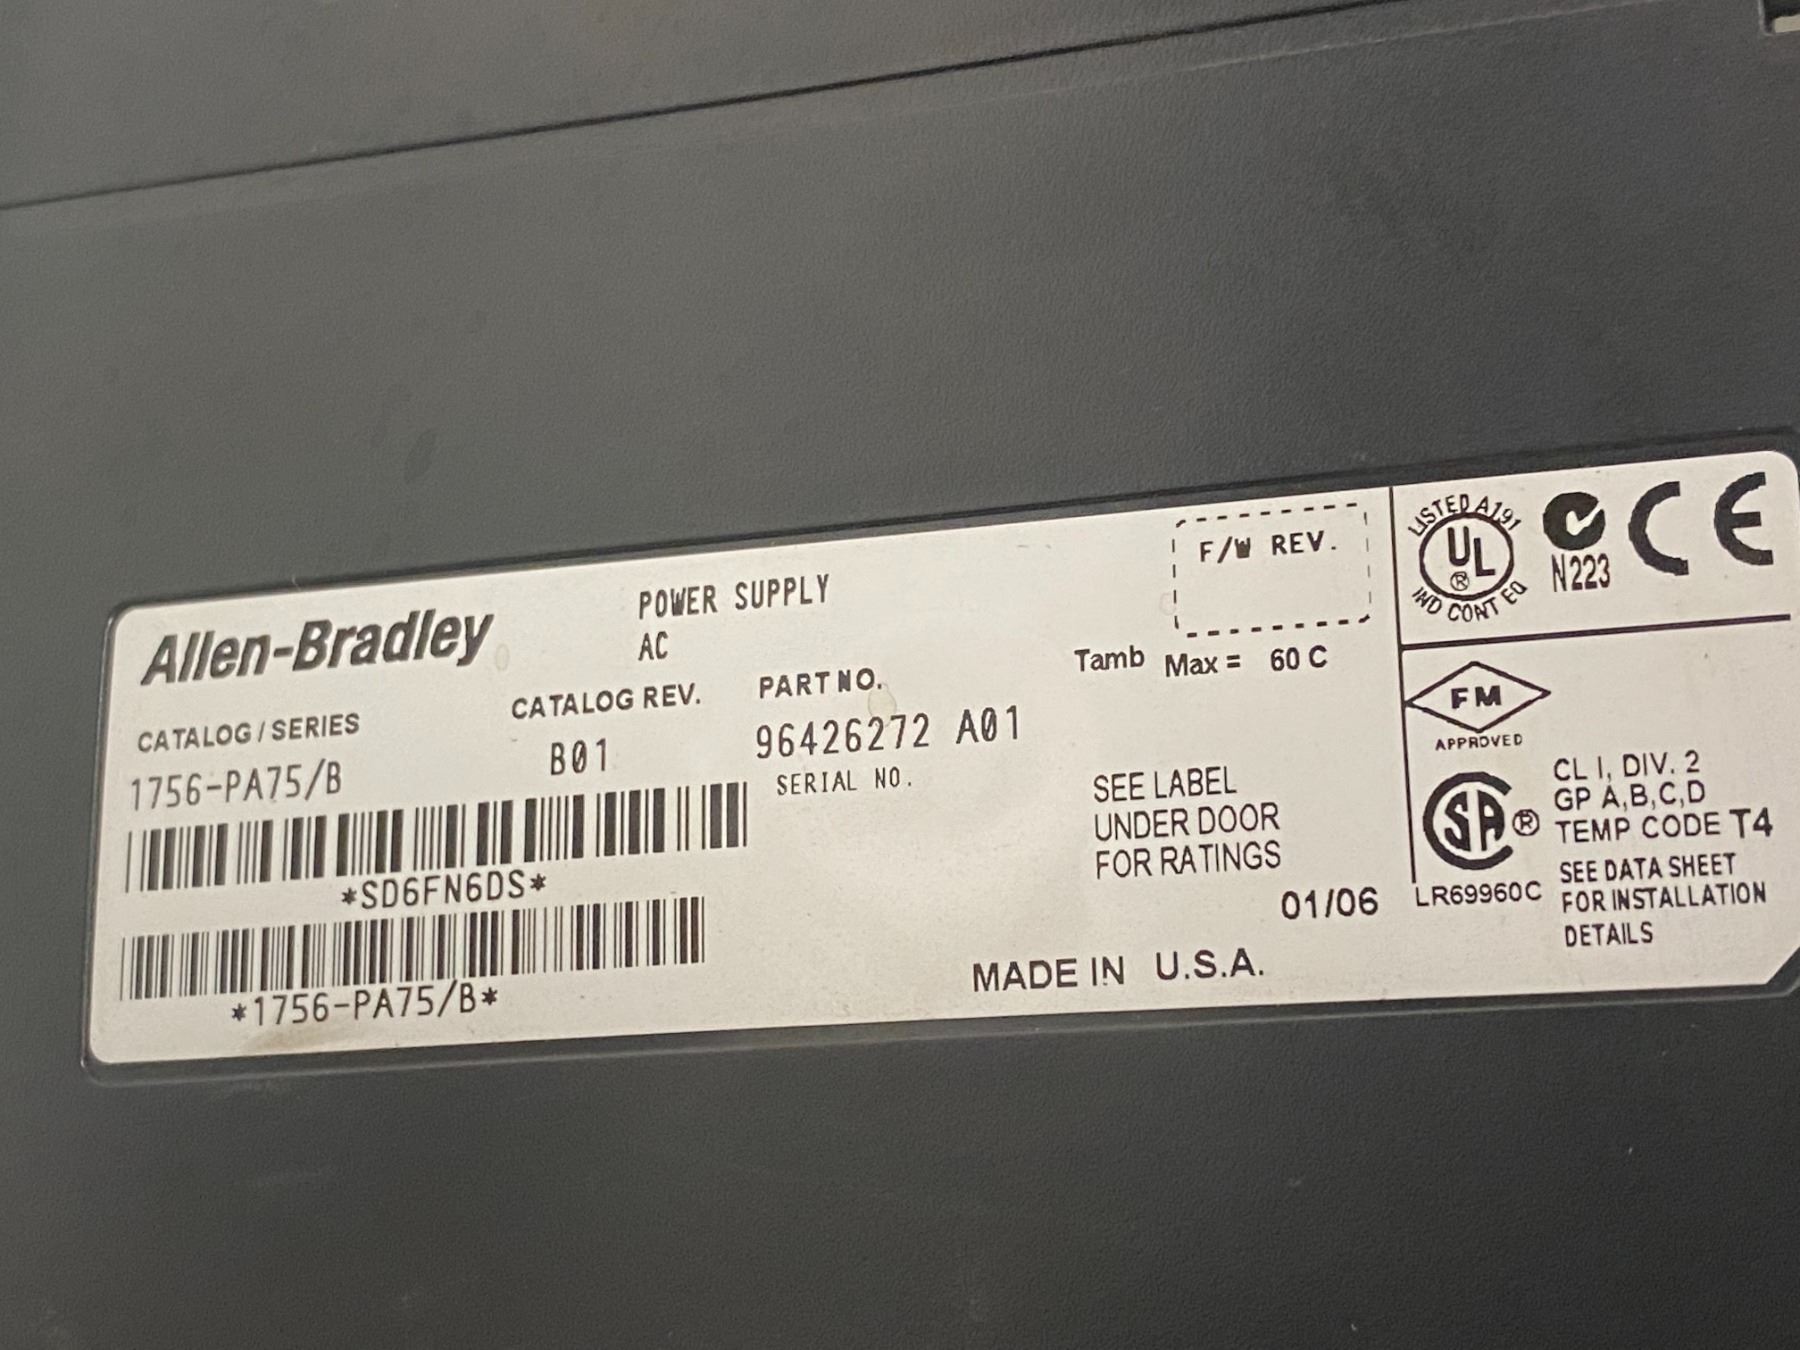 Allen-Bradley
POWER SUPPLY
AC
CATALOG / SERIES
1756-PA75/B
CATALOG REV.
B01
PART NO.
96426272 A01
SERIAL NO.
*SD6FN6DS*
*1756-PA75/B*
F/W REV.
Tamb Max = 60 C
SEE LABEL
UNDER DOOR
FOR RATINGS
01/06
MADE IN U.S.A.
LISTED A191
UL
®
IND CONT EQ
N223
CE
FM
APPROVED
SA ®
LR69960C
CL I, DIV. 2
GP A,B,C,D
TEMP CODE T4
SEE DATA SHEET
FOR INSTALLATION
DETAILS